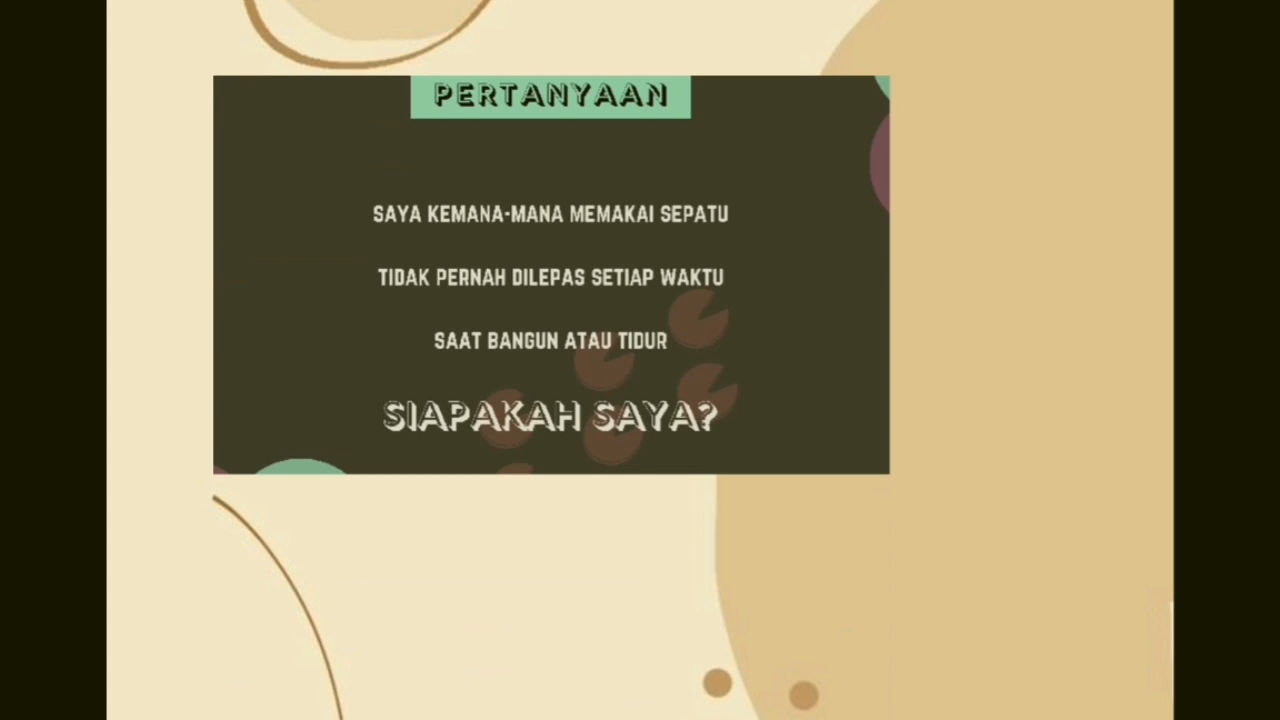 PERTANYAAN
SAYA KEMANA-MANA MEMAKAI SEPATU
TIDAK PERNAH DILEPAS SETIAP WAKTU
SAAT BANGUN ATAU TIDUR
SIAPAKAH SAYA?